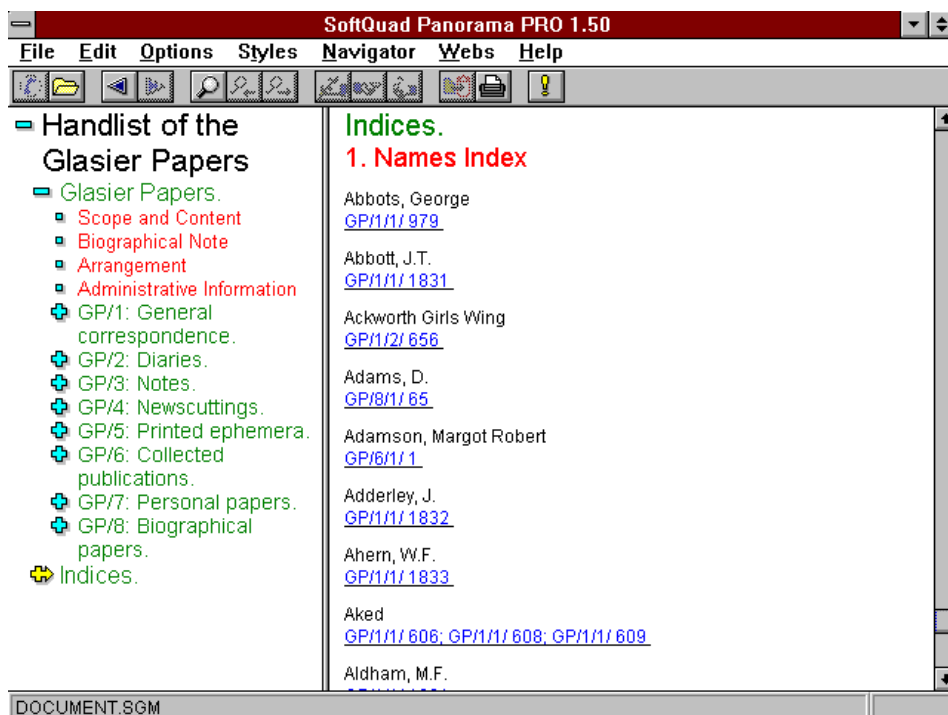 SoftQuad Panorama PRO 1.50
File Edit Options Styles Navigator Webs Help
Handlist of the
Glasier Papers
Glasier Papers.
Scope and Content
Biographical Note
Arrangement
Administrative Information
GP/1: General
correspondence.
GP/2: Diaries.
GP/3: Notes.
GP/4: Newscuttings.
GP/5: Printed ephemera.
GP/6: Collected
publications.
GP/7: Personal papers.
GP/8: Biographical
papers.
Indices.
Indices.
1. Names Index
Abbots, George
GP/1/1/ 979
Abbott, J.T.
GP/1/1/ 1831
Ackworth Girls Wing
GP/1/2/ 656
Adams, D.
GP/8/1/ 65
Adamson, Margot Robert
GP/6/1/ 1
Adderley, J.
GP/1/1/ 1832
Ahern, W.F.
GP/1/1/ 1833
Aked
GP/1/1/ 606; GP/1/1/ 608; GP/1/1/ 609
Aldham, M.F.
DOCUMENT.SGM